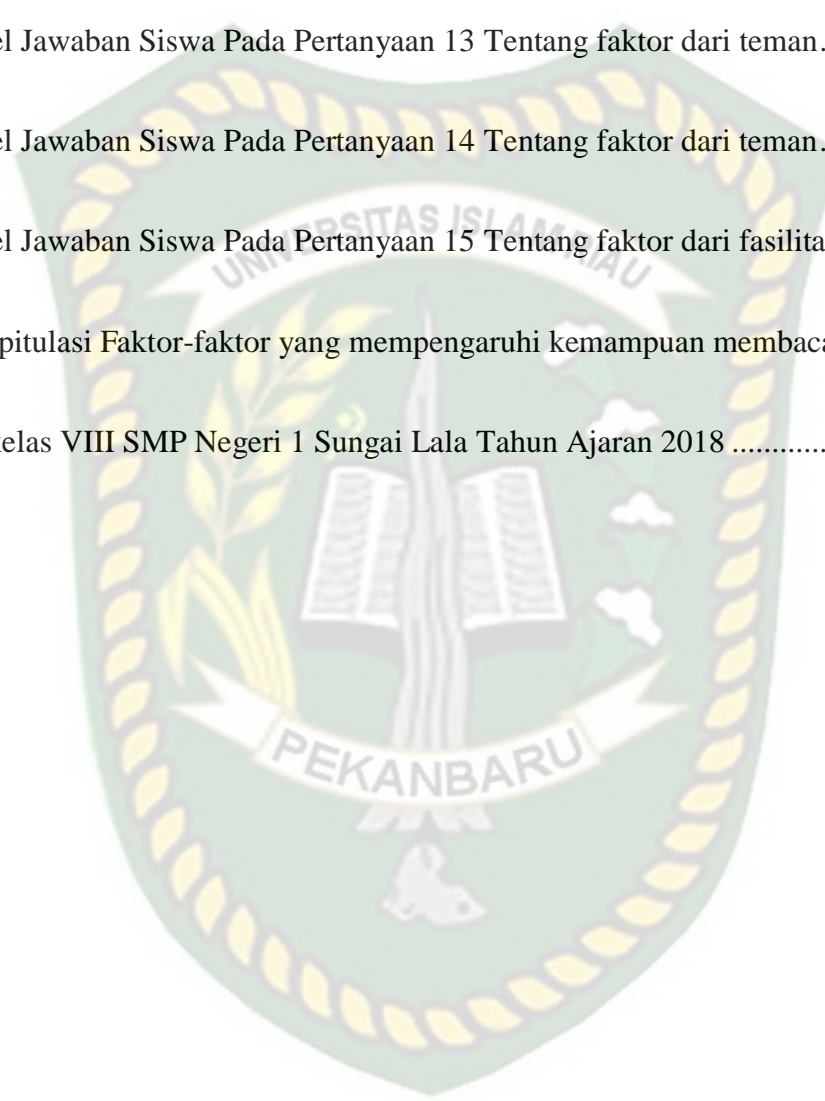 el Jawaban Siswa Pada Pertanyaan 13 Tentang faktor dari teman.
el Jawaban Siswa Pada Pertanyaan 14 Tentang faktor dari teman.
UNIVERSITAS ISLAM RIAU
el Jawaban Siswa Pada Pertanyaan 15 Tentang faktor dari fasilita
pitulasi Faktor-faktor yang mempengaruhi kemampuan membaca
kelas VIII SMP Negeri 1 Sungai Lala Tahun Ajaran 2018 ............
PEKANBARU